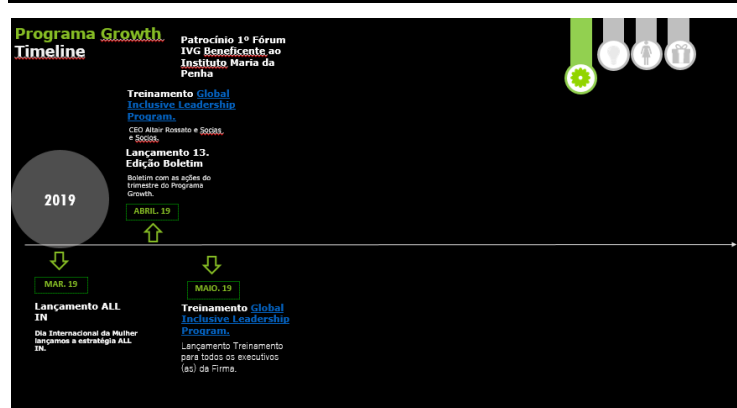 Programa Growth
Timeline
Patrocínio 1º Fórum
IVG Beneficente ao
Instituto Maria da
Penha
Treinamento Global
Inclusive Leadership
Program.
CEO Altair Rossato e Socias
e Socios.
Lançamento 13.
Edição Boletim
Boletim com as ações do
trimestre do Programa
Growth.
2019
ABRIL. 19
MAR. 19
MAIO. 19
Lançamento ALL
IN
Dia Internacional da Mulher
lançamos a estratégia ALL
IN.
Treinamento Global
Inclusive Leadership
Program.
Lançamento Treinamento
para todos os executivos
(as) da Firma.